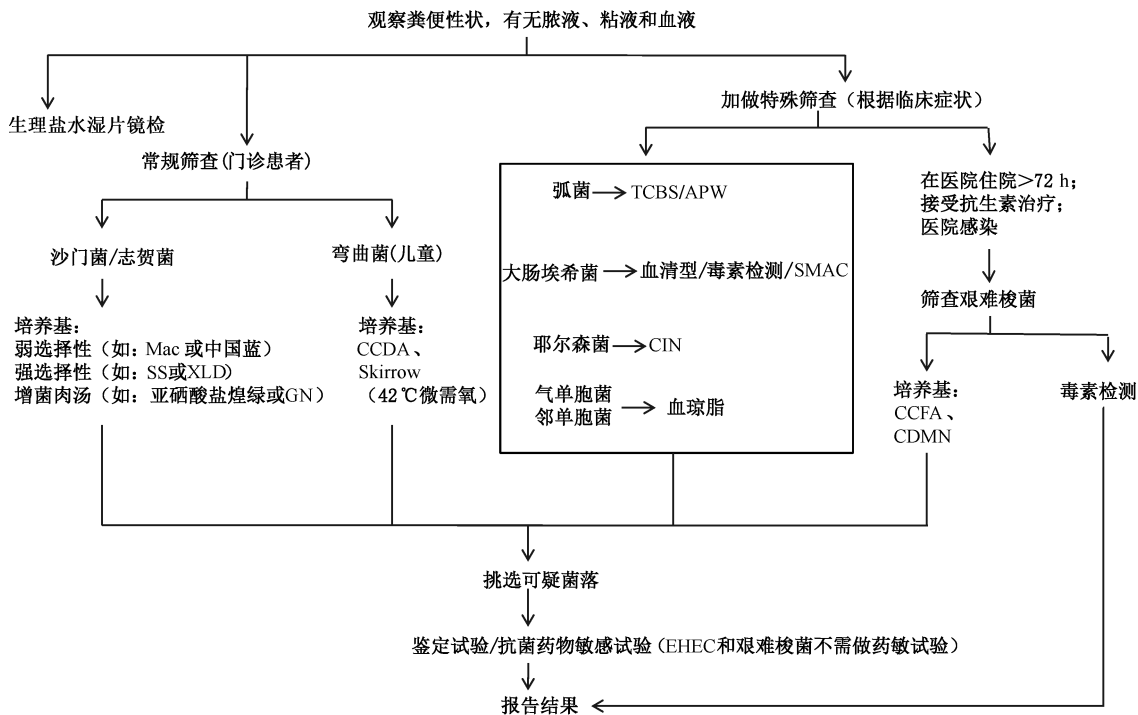 观察粪便性状，有无脓液、粘液和血液
加做特殊筛查（根据临床症状）
生理盐水湿片镜检
常规筛查(门诊患者)
沙门菌/志贺菌
弯曲菌(儿童)
培养基：
弱选择性（如：Mac或中国蓝）
强选择性（如：SS或XLD）
增菌肉汤（如：亚硒酸盐煌绿或GN）
培养基：
CCDA、
Skirrow
（42℃微需氧）
弧菌 TCBS/APW
大肠埃希菌 血清型/毒素检测/SMAC
耶尔森菌 CIN
气单胞菌
邻单胞菌
血琼脂
在医院住院＞72 h；
接受抗生素治疗；
医院感染
筛查艰难梭菌
培养基：
CCFA、
CDMN
毒素检测
挑选可疑菌落
鉴定试验/抗菌药物敏感试验（EHEC和艰难梭菌不需做药敏试验）
报告结果